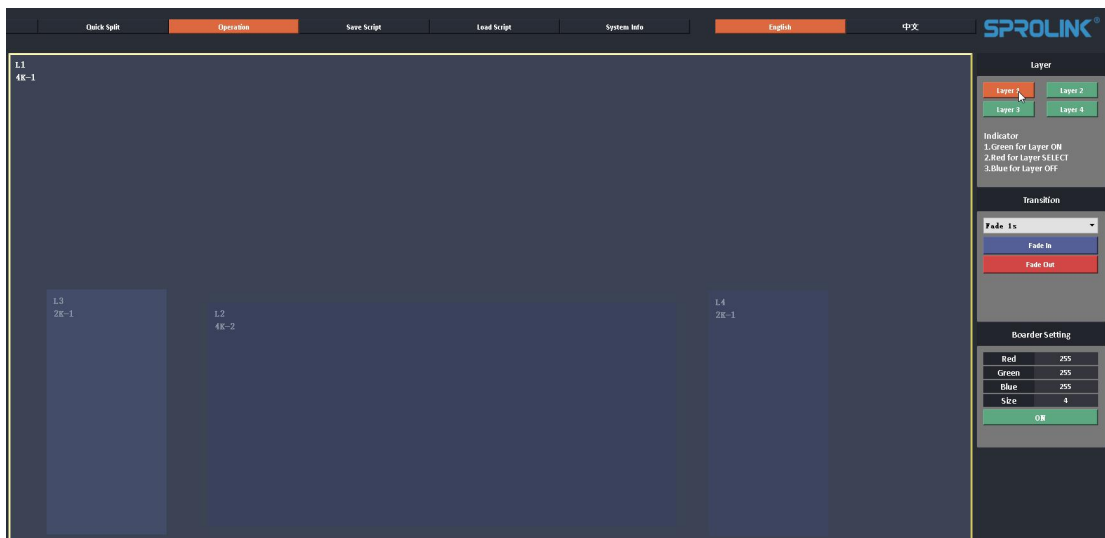 Quick Split Operation Save Script Load Script System Info English 中文 SPROLINK®
L1
4K-1
L3
2K-1
L2
4K-2
L4
2K-1
Layer
Layer 1 Layer 2
Layer 3 Layer 4
Indicator
1.Green for Layer ON
2.Red for Layer SELECT
3.Blue for Layer OFF
Transition
Fade 1s
Fade In
Fade Out
Boarder Setting
Red 255
Green 255
Blue 255
Size 4
ON